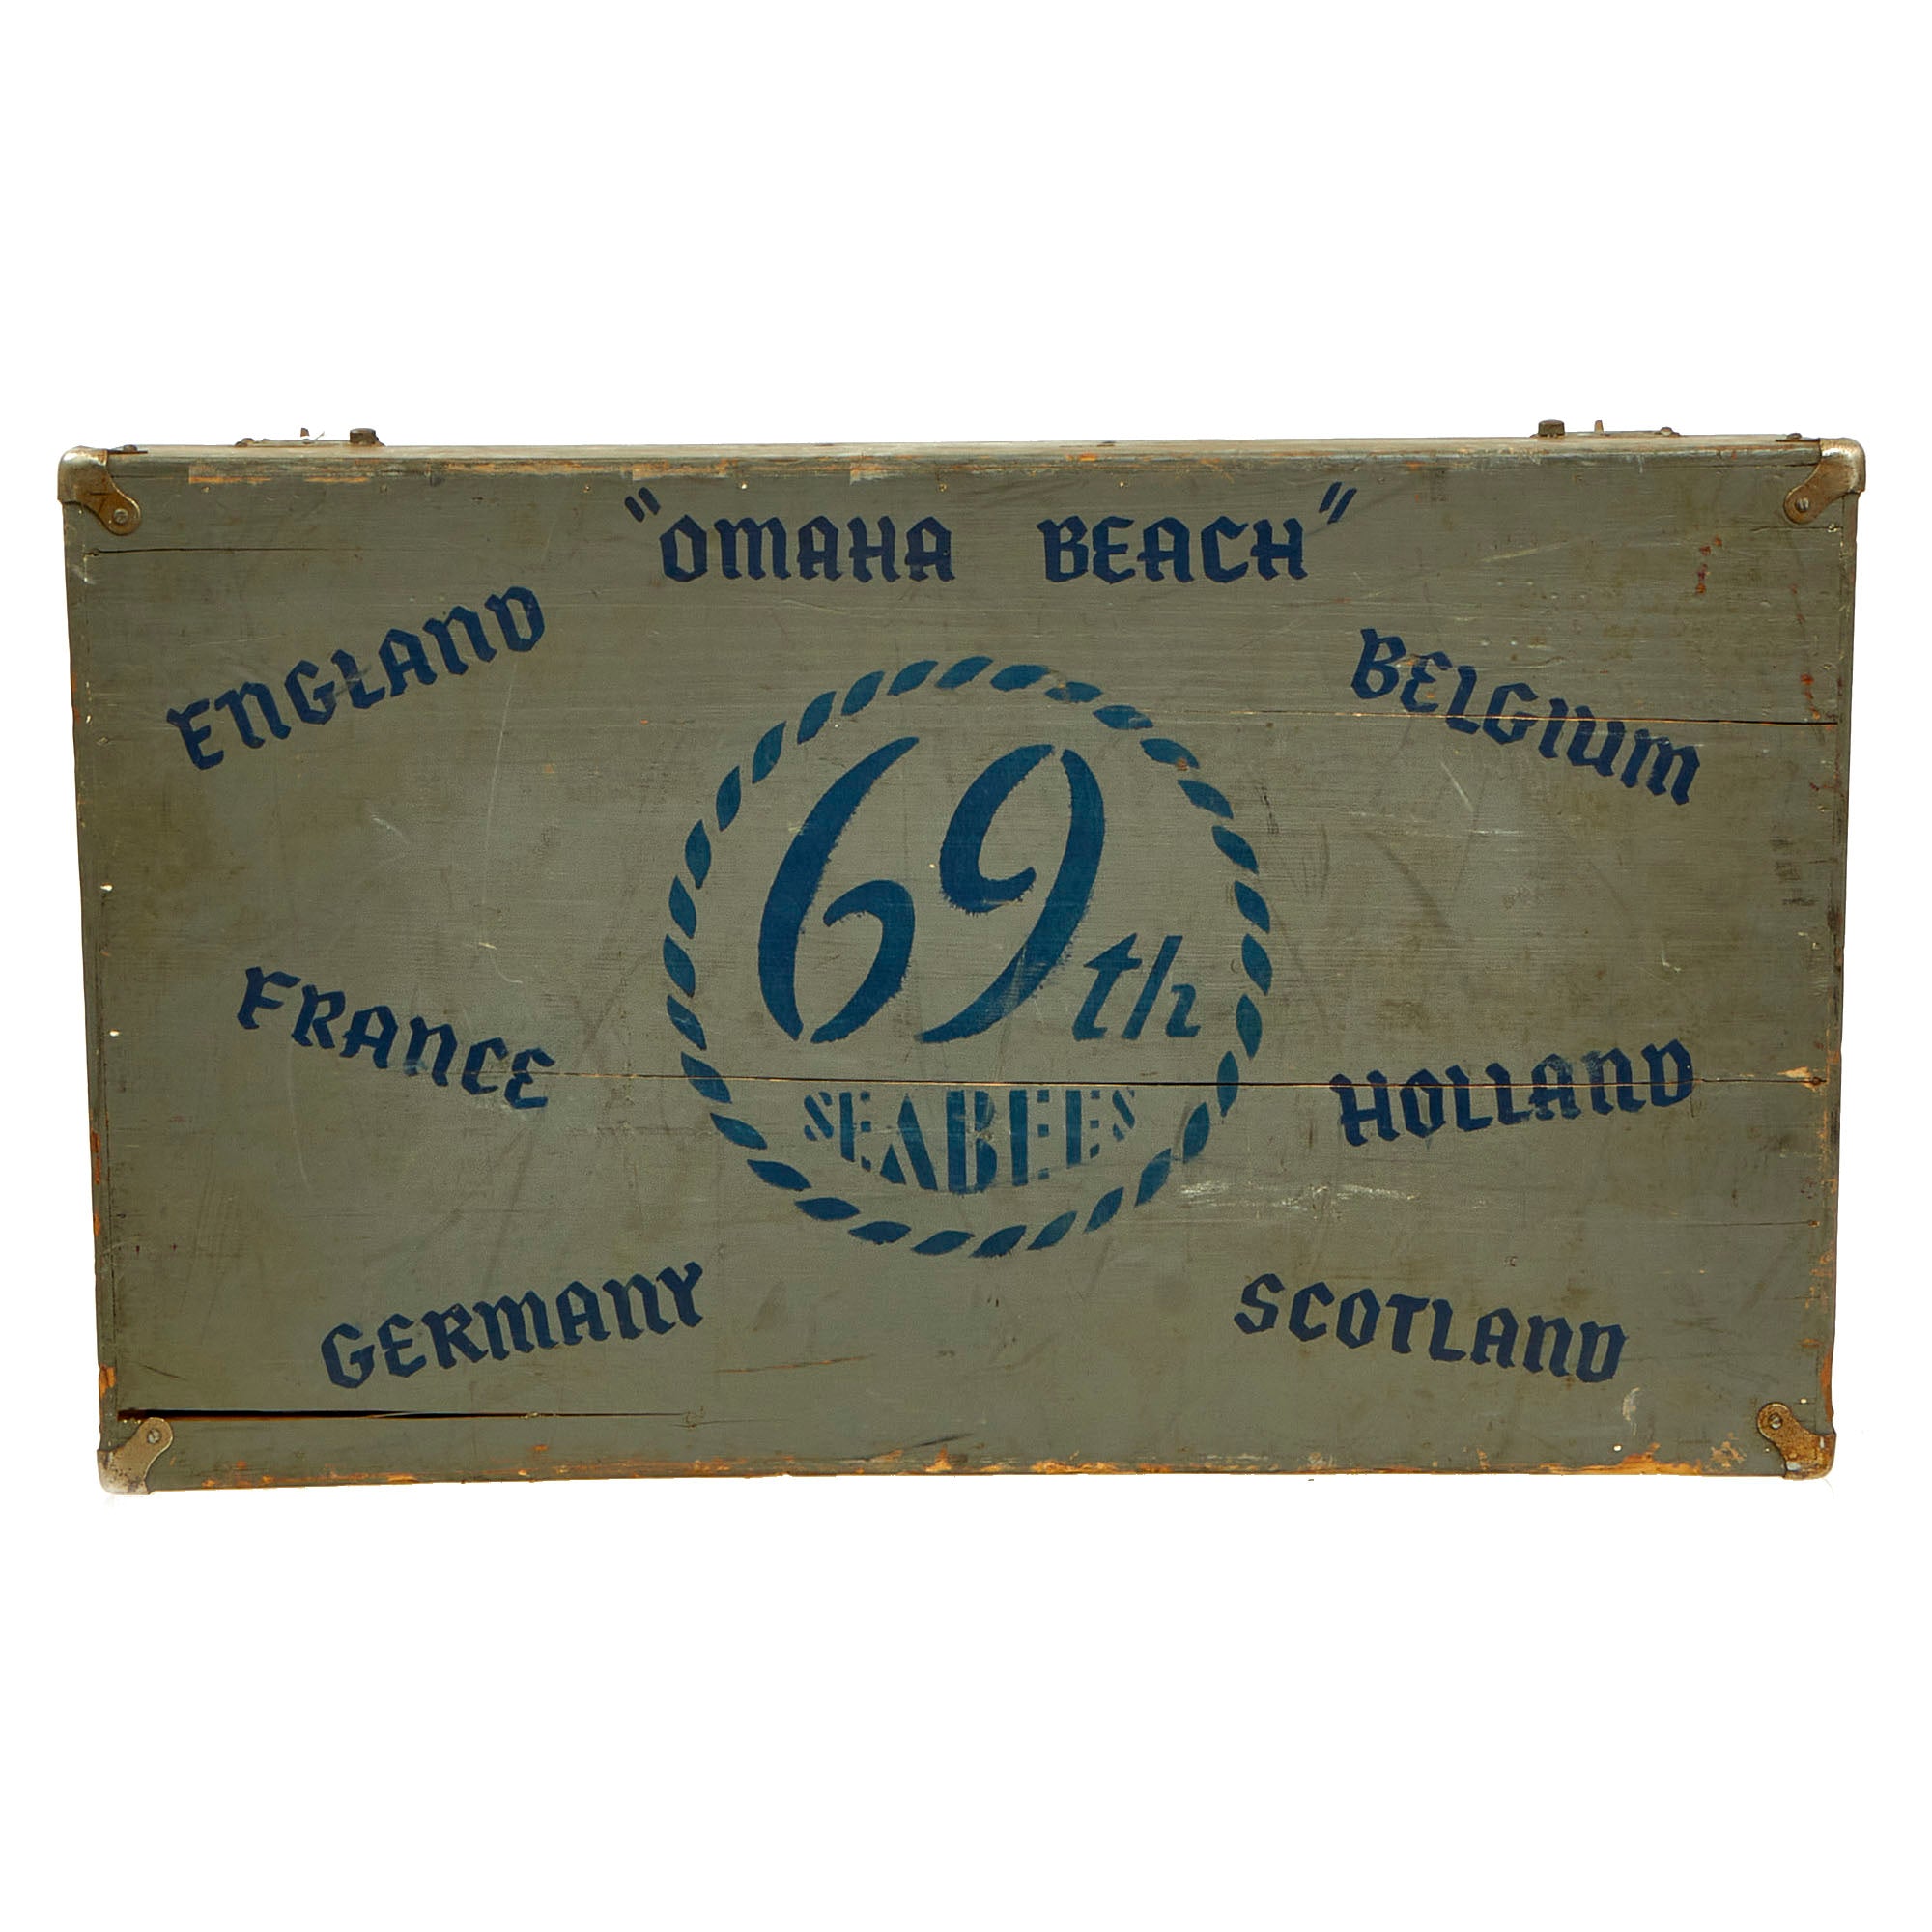 "OMAHA BEACH"
ENGLAND
BELGIUM
69th
SEABEES
FRANCE
HOLLAND
GERMANY
SCOTLAND